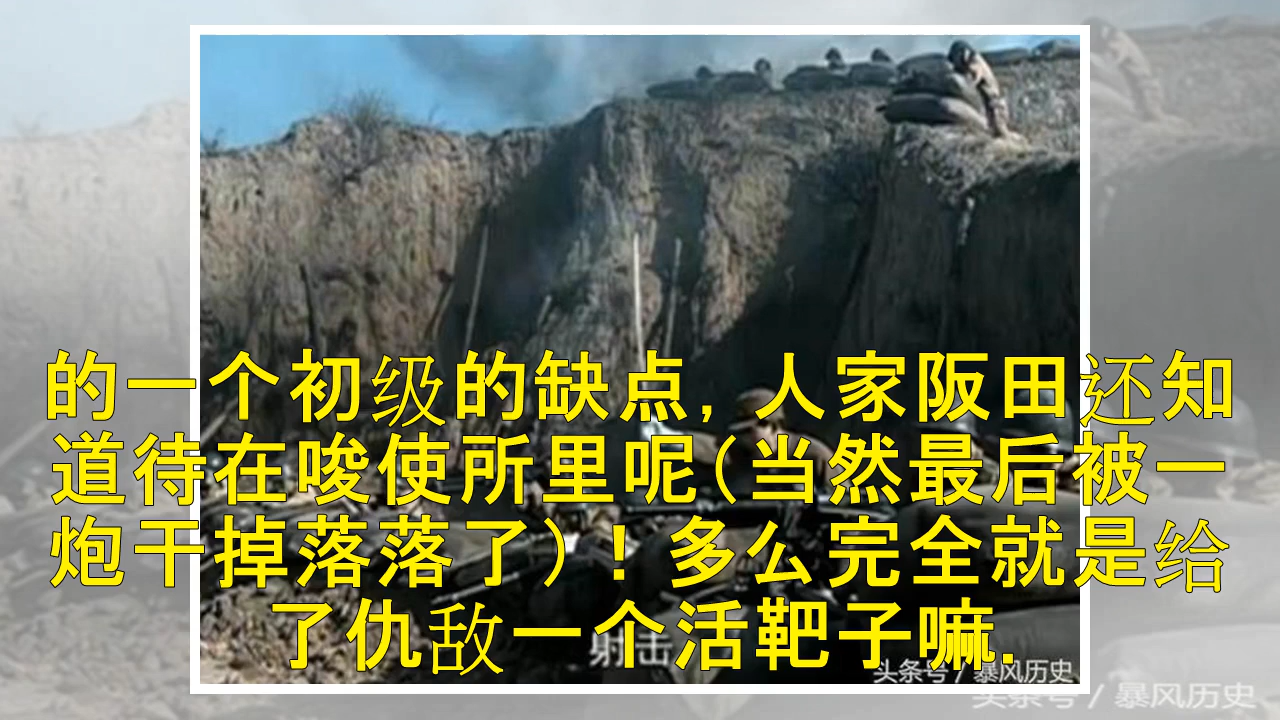 的一个初级的缺点, 人家阪田还知
道待在唆使所里呢(当然最后被一
炮干掉落落了)! 多么完全就是给
了仇敌一个活靶子嘛.
射击
头条号 / 暴风历史
头条号 / 暴风历史